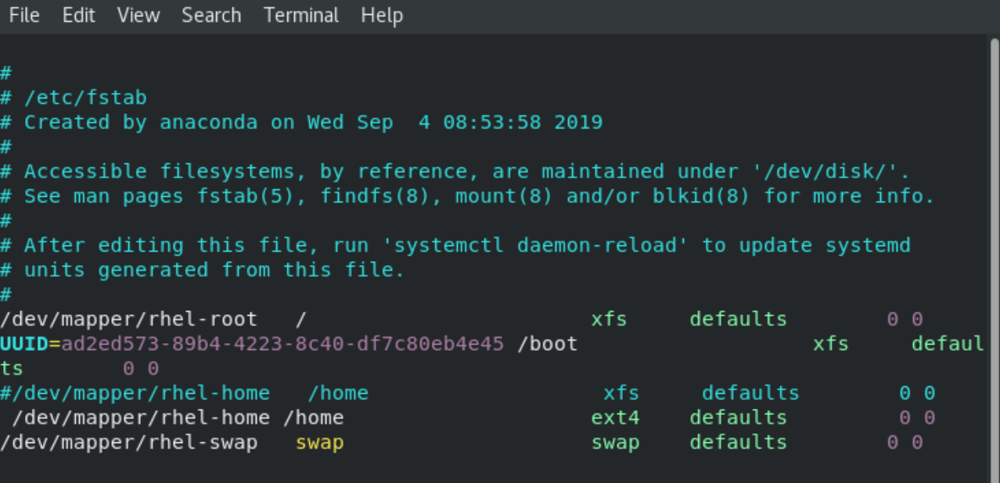 File Edit View Search Terminal Help
#
# /etc/fstab
# Created by anaconda on Wed Sep  4 08:53:58 2019
#
# Accessible filesystems, by reference, are maintained under '/dev/disk/'.
# See man pages fstab(5), findfs(8), mount(8) and/or blkid(8) for more info.
#
# After editing this file, run 'systemctl daemon-reload' to update systemd
# units generated from this file.
#
/dev/mapper/rhel-root   /                       xfs     defaults        0 0
UUID=ad2ed573-89b4-4223-8c40-df7c80eb4e45 /boot                   xfs     defaul
ts        0 0
#/dev/mapper/rhel-home   /home                   xfs     defaults        0 0
 /dev/mapper/rhel-home /home                    ext4    defaults         0 0
/dev/mapper/rhel-swap   swap                    swap    defaults        0 0